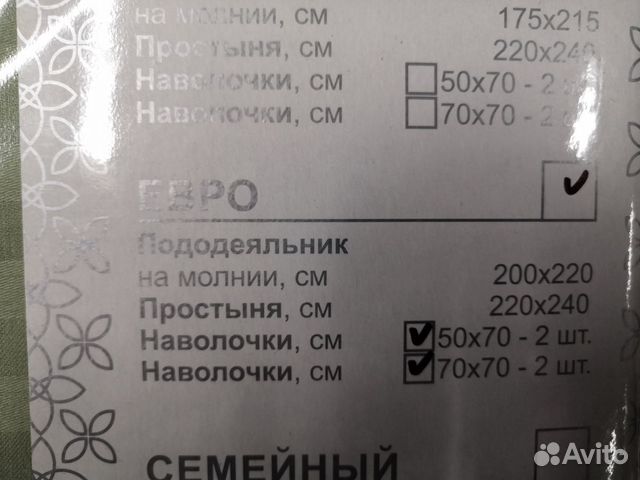 на молнии, см 175х215
Простыня, см 220х240
Наволочки, см 50х70 - 2
Наволочки, см 70х70 - 2
ЕВРО
Пододеяльник
на молнии, см 200х220
Простыня, см 220х240
Наволочки, см 50х70 - 2 шт.
Наволочки, см 70х70 - 2 шт.
СЕМЕЙНЫЙ
Avito